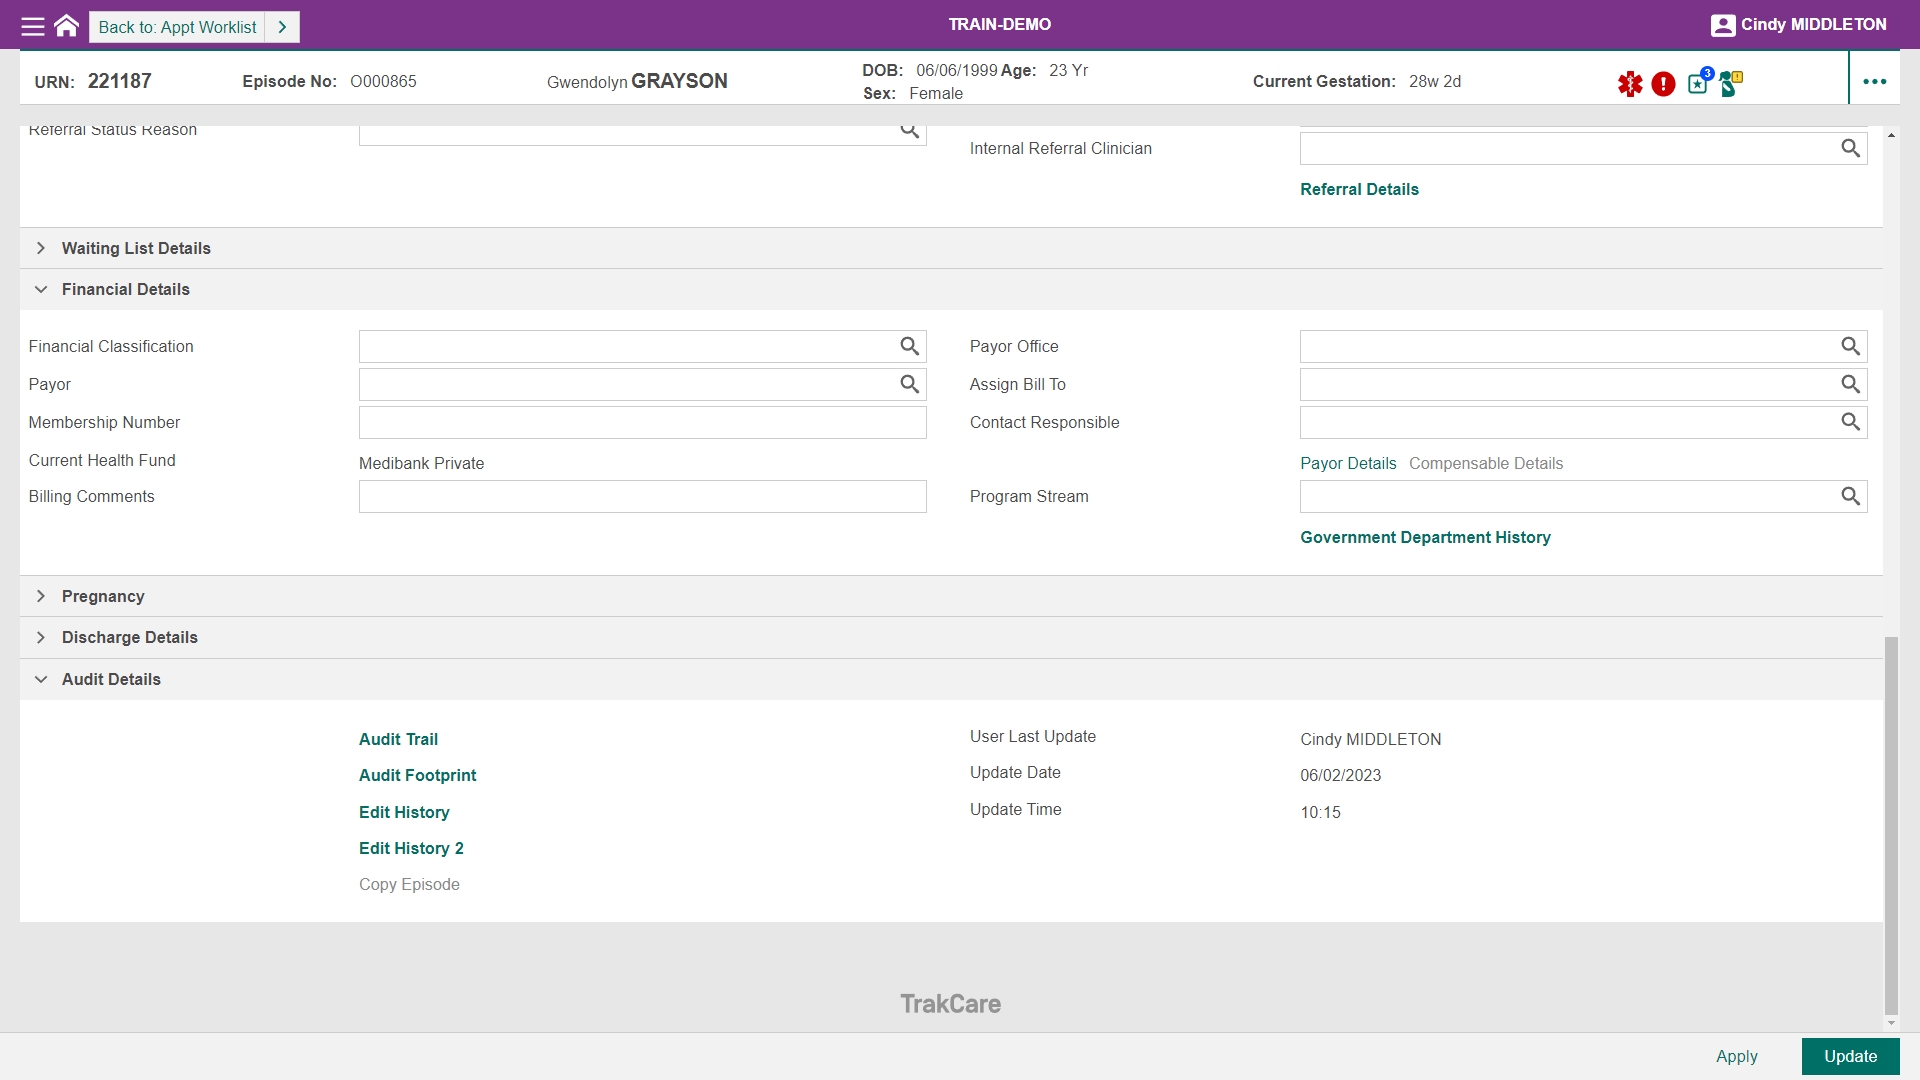 Back to: Appt Worklist
TRAIN-DEMO
Cindy MIDDLETON
URN: 221187
Episode No: O000865
Gwendolyn GRAYSON
DOB: 06/06/1999 Age: 23 Yr
Sex: Female
Current Gestation: 28w 2d
3
Referral Status Reason
Internal Referral Clinician
Referral Details
Waiting List Details
Financial Details
Financial Classification
Payor Office
Payor
Assign Bill To
Membership Number
Contact Responsible
Current Health Fund Medibank Private
Payor Details Compensable Details
Billing Comments
Program Stream
Government Department History
Pregnancy
Discharge Details
Audit Details
Audit Trail
User Last Update Cindy MIDDLETON
Audit Footprint
Update Date 06/02/2023
Edit History
Update Time 10:15
Edit History 2
Copy Episode
TrakCare
Apply
Update